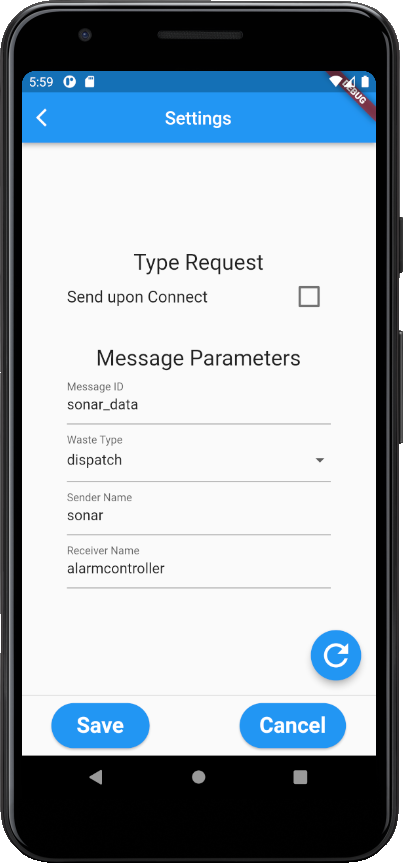 5:59
DEBUG
Settings
Type Request
Send upon Connect
Message Parameters
Message ID
sonar_data
Waste Type
dispatch
Sender Name
sonar
Receiver Name
alarmcontroller
Save
Cancel